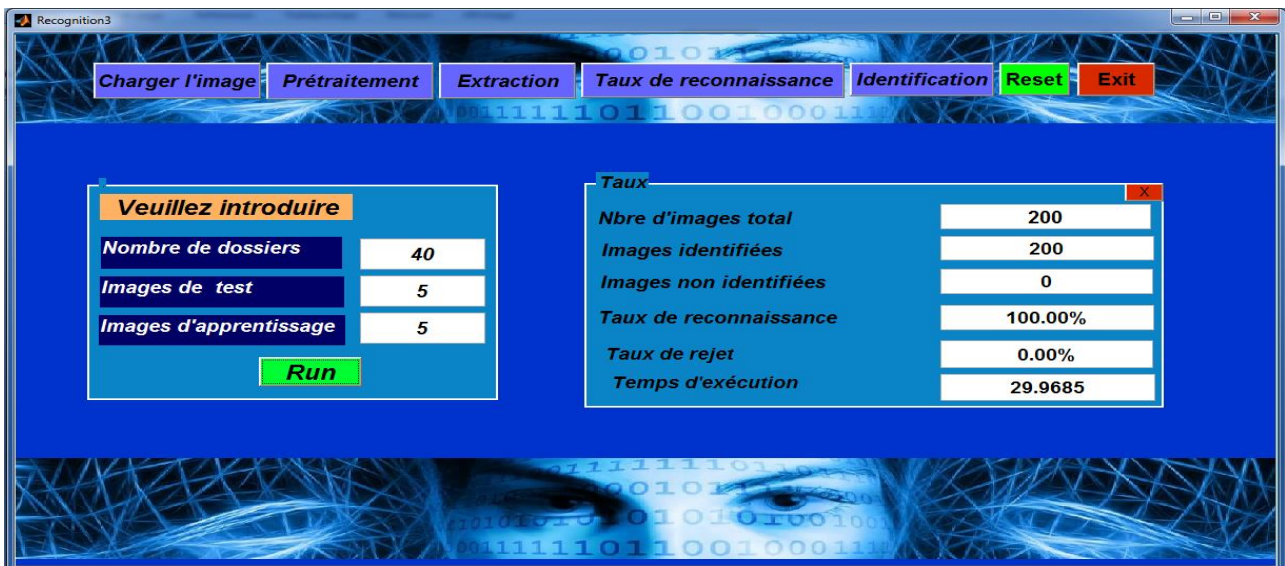 Recognition3
Charger l'image Prétraitement Extraction Taux de reconnaissance Identification Reset Exit
Veuillez introduire
Nombre de dossiers 40
Images de test 5
Images d'apprentissage 5
Run
Taux
X
Nbre d'images total 200
Images identifiées 200
Images non identifiées 0
Taux de reconnaissance 100.00%
Taux de rejet 0.00%
Temps d'exécution 29.9685